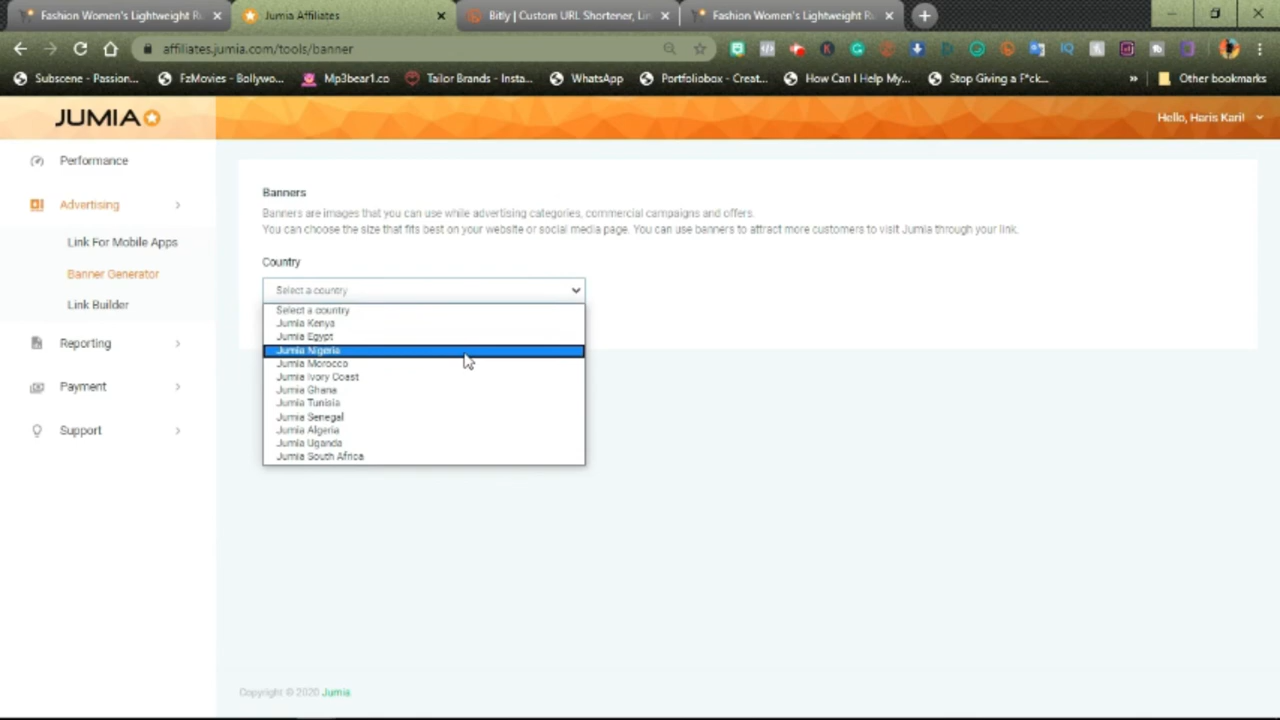 Fashion Women's Lightweight R
Jumia Affiliates
Bitly | Custom URL Shortener, Lin
Fashion Women's Lightweight R
affiliates.jumia.com/tools/banner
Subscene - Passion...
FzMovies - Bollywo...
Mp3bear1.co
Tailor Brands - Insta...
WhatsApp
Portfoliobox - Creat...
How Can I Help My...
Stop Giving a F*ck...
»
Other bookmarks
JUMIA
Hello, Haris Kari!
Performance
Advertising
Link For Mobile Apps
Banner Generator
Link Builder
Reporting
Payment
Support
Banners
Banners are images that you can use while advertising categories, commercial campaigns and offers.
You can choose the size that fits best on your website or social media page. You can use banners to attract more customers to visit Jumia through your link.
Country
Select a country
Select a country
Jumia Kenya
Jumia Egypt
Jumia Nigeria
Jumia Morocco
Jumia Ivory Coast
Jumia Ghana
Jumia Tunisia
Jumia Senegal
Jumia Algeria
Jumia Uganda
Jumia South Africa
Copyright © 2020 Jumia